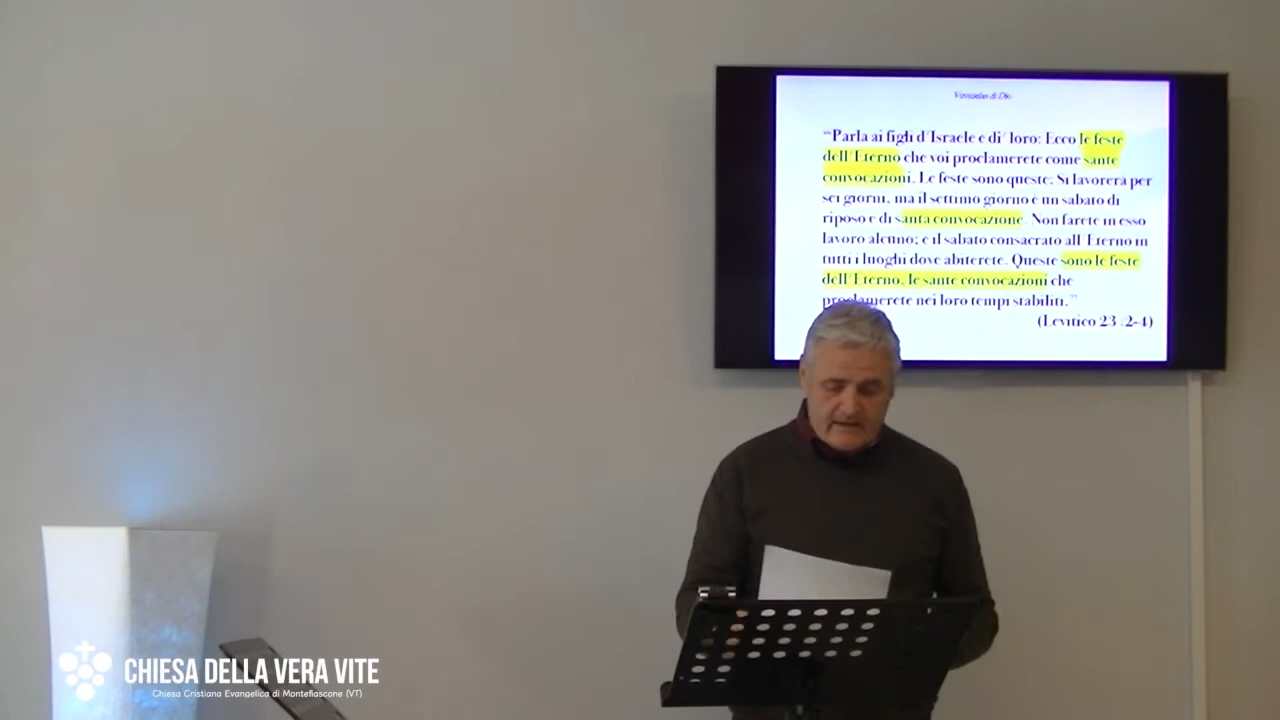 Vivaselus di Dio
“Parla ai figli d'Israele e di' loro: Ecco le feste
dell'Eterno che voi proclamerete come sante
convocazioni. Le feste sono queste. Si lavorerà per
sei giorni, ma il settimo giorno è un sabato di
riposo e di santa convocazione. Non farete in esso
lavoro alcuno; è il sabato consacrato all'Eterno in
tutti i luoghi dove abiterete. Queste sono le feste
dell'Eterno, le sante convocazioni che
proclamerete nei loro tempi stabiliti.”
(Levitico 23:2-4)
CHIESA DELLA VERA VITE
Chiesa Cristiana Evangelica di Montefiascone (VT)